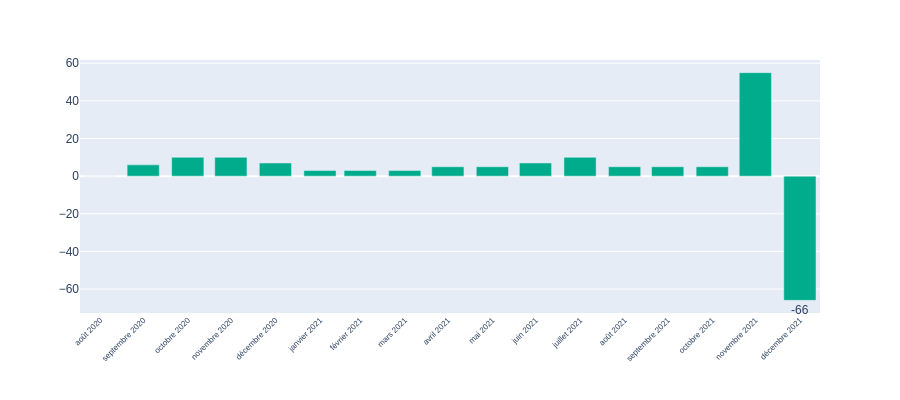 60
40
20
0
−20
−40
−60
-66
août 2020
septembre 2020
octobre 2020
novembre 2020
décembre 2020
janvier 2021
février 2021
mars 2021
avril 2021
mai 2021
juin 2021
juillet 2021
août 2021
septembre 2021
octobre 2021
novembre 2021
décembre 2021